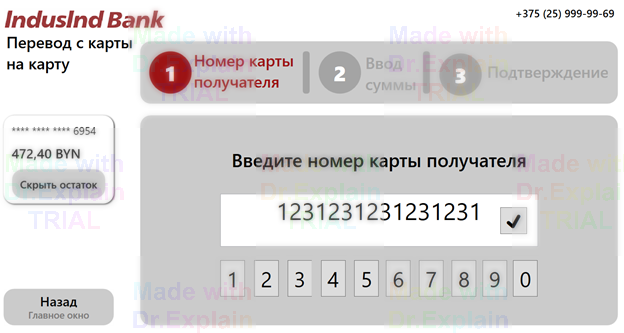 IndusInd Bank
+375 (25) 999-99-69
Перевод с карты
на карту
1
Номер карты
получателя
2
Ввод
суммы
3
Подтверждение
**** **** **** 6954
472,40 BYN
Скрыть остаток
Введите номер карты получателя
1231231231231231
1 2 3 4 5 6 7 8 9 0
Назад
Главное окно
Made with
Dr.Explain
TRIAL
Made with
Dr.Explain
TRIAL
Made with
Dr.Explain
TRIAL
Made with
Dr.Explain
TRIAL
Made with
Dr.Explain
TRIAL
Made with
Dr.Explain
Made with
Dr.Explain